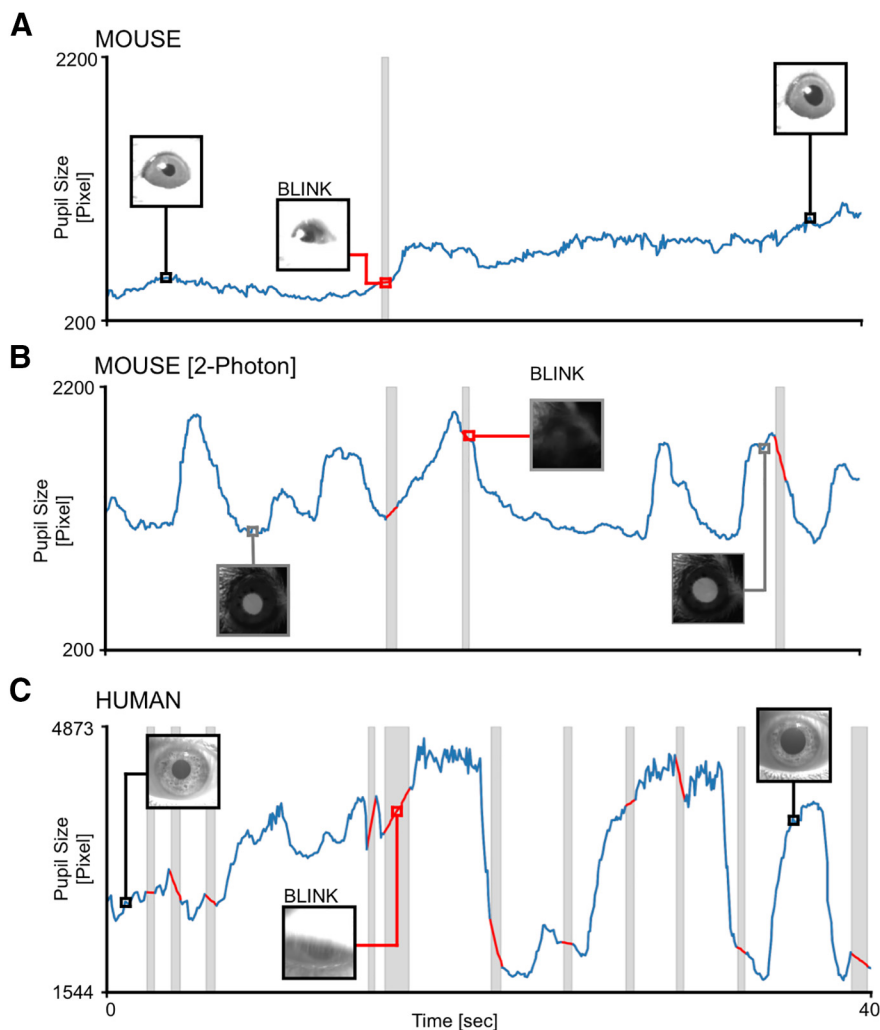 A
MOUSE
2200
Pupil Size
[Pixel]
BLINK
200
B
MOUSE [2-Photon]
2200
BLINK
Pupil Size
[Pixel]
200
C
HUMAN
4873
Pupil Size
[Pixel]
BLINK
1544
0
Time [sec]
40